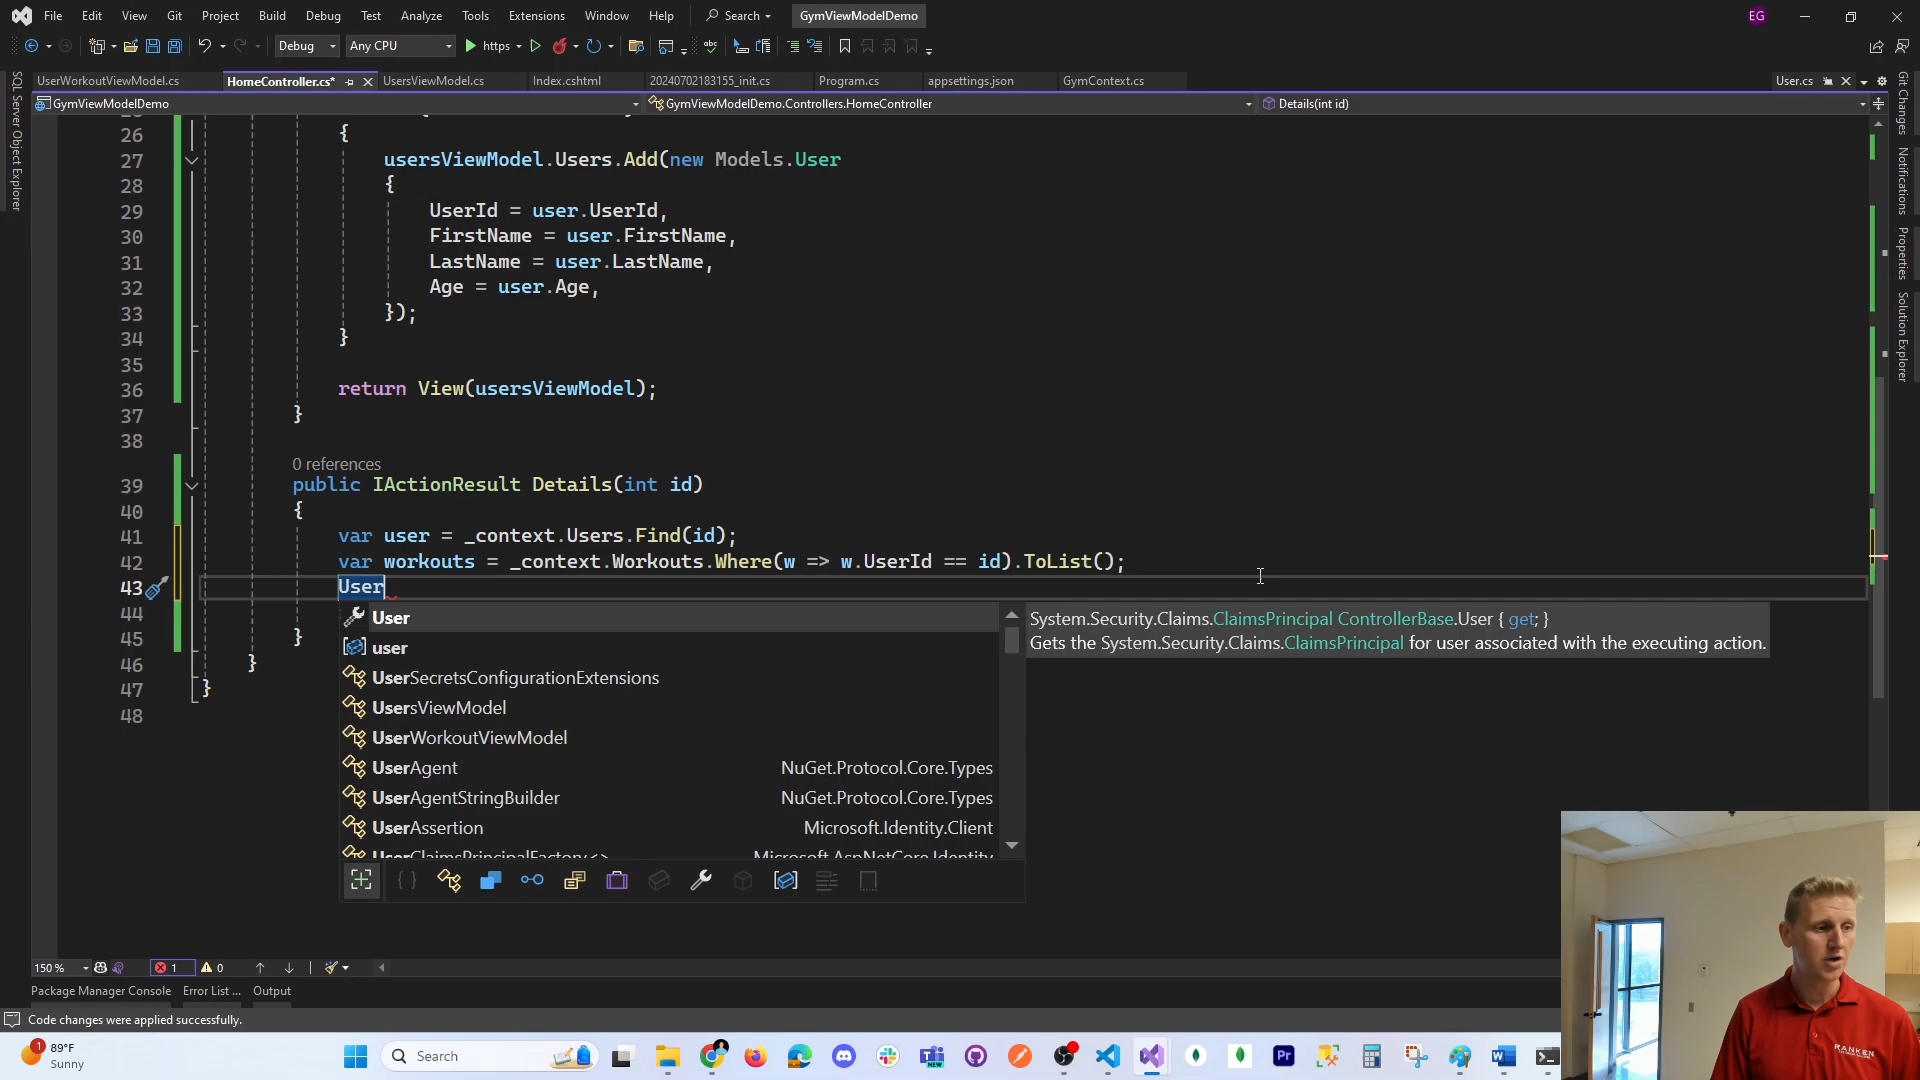 File Edit View Git Project Build Debug Test Analyze Tools Extensions Window Help Search GymViewModelDemo EG
Debug Any CPU https
UserWorkoutViewModel.cs HomeController.cs* UsersViewModel.cs Index.cshtml 20240702183155_init.cs Program.cs appsettings.json GymContext.cs User.cs
GymViewModelDemo GymViewModelDemo.Controllers.HomeController Details(int id)
SQL Server Object Explorer
Git Changes
Notifications
Properties
Solution Explorer
26 {
27 usersViewModel.Users.Add(new Models.User
28 {
29 UserId = user.UserId,
30 FirstName = user.FirstName,
31 LastName = user.LastName,
32 Age = user.Age,
33 });
34 }
35
36 return View(usersViewModel);
37 }
38
0 references
39 public IActionResult Details(int id)
40 {
41 var user = _context.Users.Find(id);
42 var workouts = _context.Workouts.Where(w => w.UserId == id).ToList();
43 User
44
45 }
46 }
47 }
48
User
user
UserSecretsConfigurationExtensions
UsersViewModel
UserWorkoutViewModel
UserAgent NuGet.Protocol.Core.Types
UserAgentStringBuilder NuGet.Protocol.Core.Types
UserAssertion Microsoft.Identity.Client
UserClaimsPrincipalFactory<> Microsoft.AspNetCore.Identity
System.Security.Claims.ClaimsPrincipal ControllerBase.User { get; }
Gets the System.Security.Claims.ClaimsPrincipal for user associated with the executing action.
150 % 1 0
Package Manager Console Error List ... Output
Code changes were applied successfully.
RANKEN
1 89°F
Sunny
Search